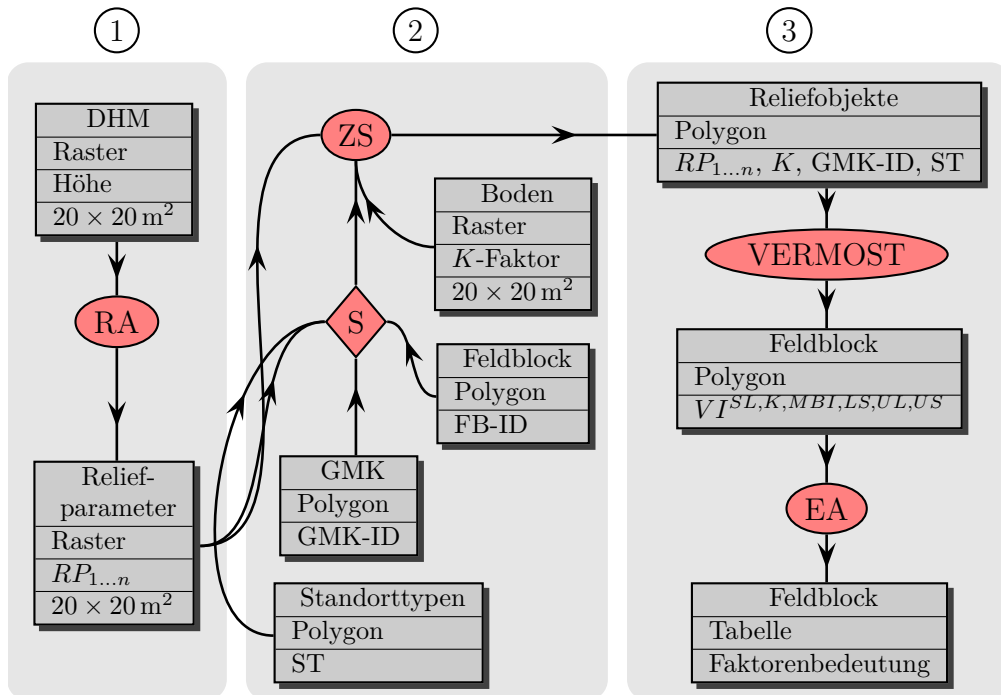 1
DHM
Raster
Höhe
20 × 20 m²
RA
Relief-
parameter
Raster
RP₁...ₙ
20 × 20 m²
2
ZS
Boden
Raster
K-Faktor
20 × 20 m²
S
Feldblock
Polygon
FB-ID
GMK
Polygon
GMK-ID
Standorttypen
Polygon
ST
3
Reliefobjekte
Polygon
RP₁...ₙ, K, GMK-ID, ST
VERMOST
Feldblock
Polygon
VI^SL,K,MBI,LS,UL,US
EA
Feldblock
Tabelle
Faktorenbedeutung